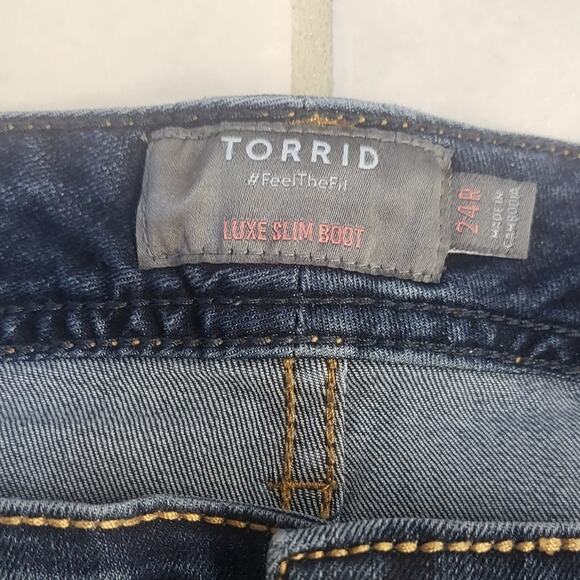 TORRID
#FeelTheFit
LUXE SLIM BOOT
24R
MADE IN
CAMBODIA